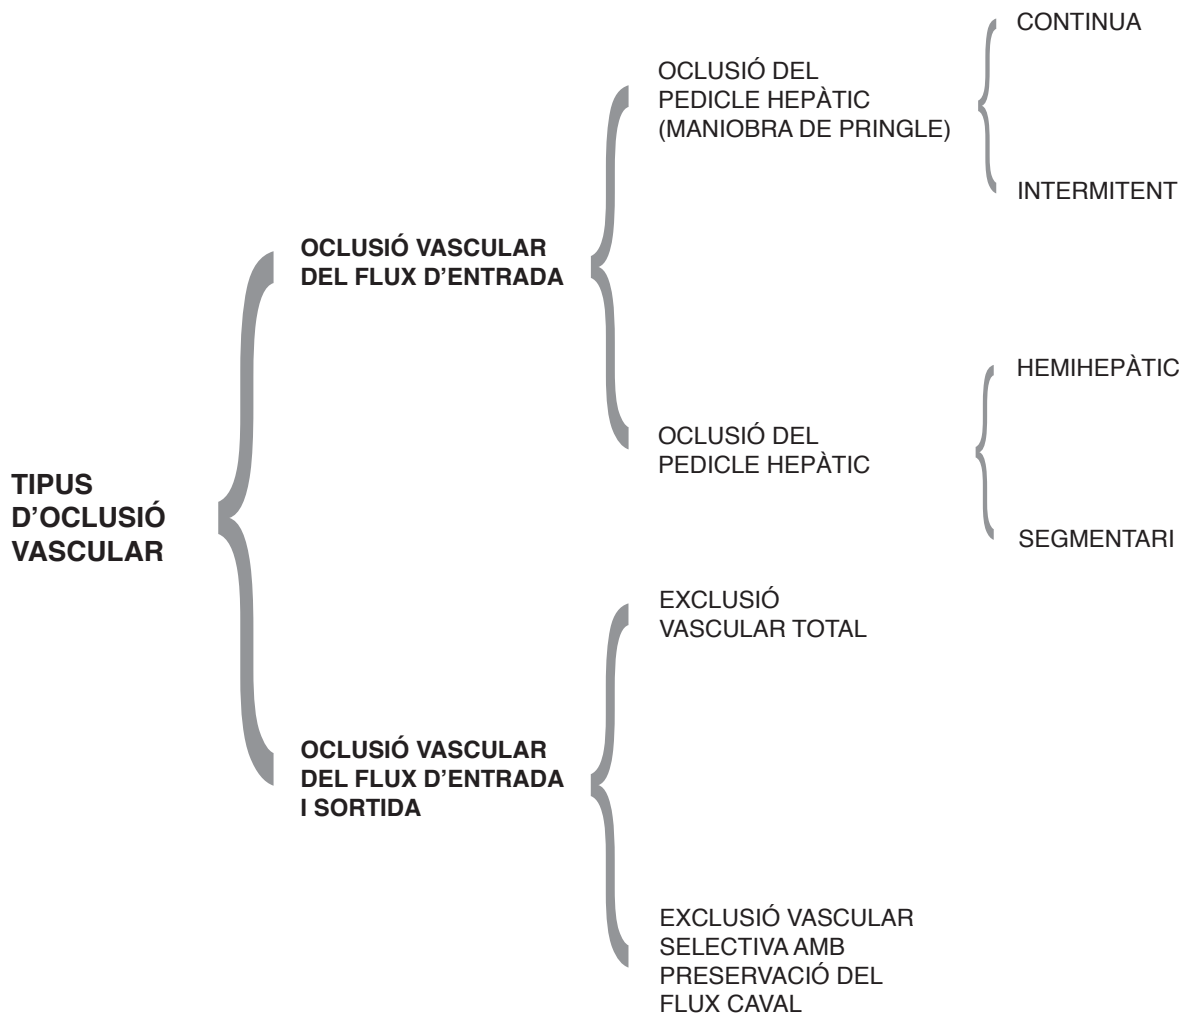 TIPUS
D’OCLUSIÓ
VASCULAR
OCLUSIÓ VASCULAR
DEL FLUX D’ENTRADA
OCLUSIÓ DEL
PEDICLE HEPÀTIC
(MANIOBRA DE PRINGLE)
CONTINUA
INTERMITENT
OCLUSIÓ DEL
PEDICLE HEPÀTIC
HEMIHEPÀTIC
SEGMENTARI
OCLUSIÓ VASCULAR
DEL FLUX D’ENTRADA
I SORTIDA
EXCLUSIÓ
VASCULAR TOTAL
EXCLUSIÓ VASCULAR
SELECTIVA AMB
PRESERVACIÓ DEL
FLUX CAVAL